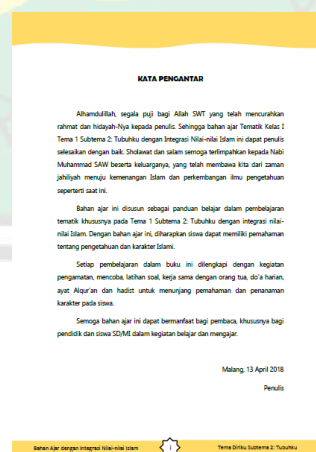 KATA PENGANTAR
Alhamdulillah, segala puji bagi Allah SWT yang telah mencurahkan
rahmat dan hidayah-Nya kepada penulis. Sehingga bahan ajar Tematik Kelas I
Tema 1 Subtema 2: Tubuhku dengan Integrasi Nilai-nilai Islam ini dapat penulis
selesaikan dengan baik. Sholawat dan salam semoga terlimpahkan kepada Nabi
Muhammad SAW beserta keluarganya, yang telah membawa kita dari zaman
jahiliyah menuju kemenangan Islam dan perkembangan ilmu pengetahuan
seperterti saat ini.
Bahan ajar ini disusun sebagai panduan belajar dalam pembelajaran
tematik khususnya pada Tema 1 Subtema 2: Tubuhku dengan integrasi nilai-
nilai Islam. Dengan bahan ajar ini, diharapkan siswa dapat memiliki pemahaman
tentang pengetahuan dan karakter Islami.
Setiap pembelajaran dalam buku ini dilengkapi dengan kegiatan
pengamatan, mencoba, latihan soal, kerja sama dengan orang tua, do'a harian,
ayat Alqur'an dan hadist untuk menunjang pemahaman dan penanaman
karakter pada siswa.
Semoga bahan ajar ini dapat bermanfaat bagi pembaca, khususnya bagi
pendidik dan siswa SD/MI dalam kegiatan belajar dan mengajar.
Malang, 13 April 2018
Penulis
Bahan Ajar dengan Integrasi Nilai-nilai Islam i Tema Diriku Subtema 2: Tubuhku